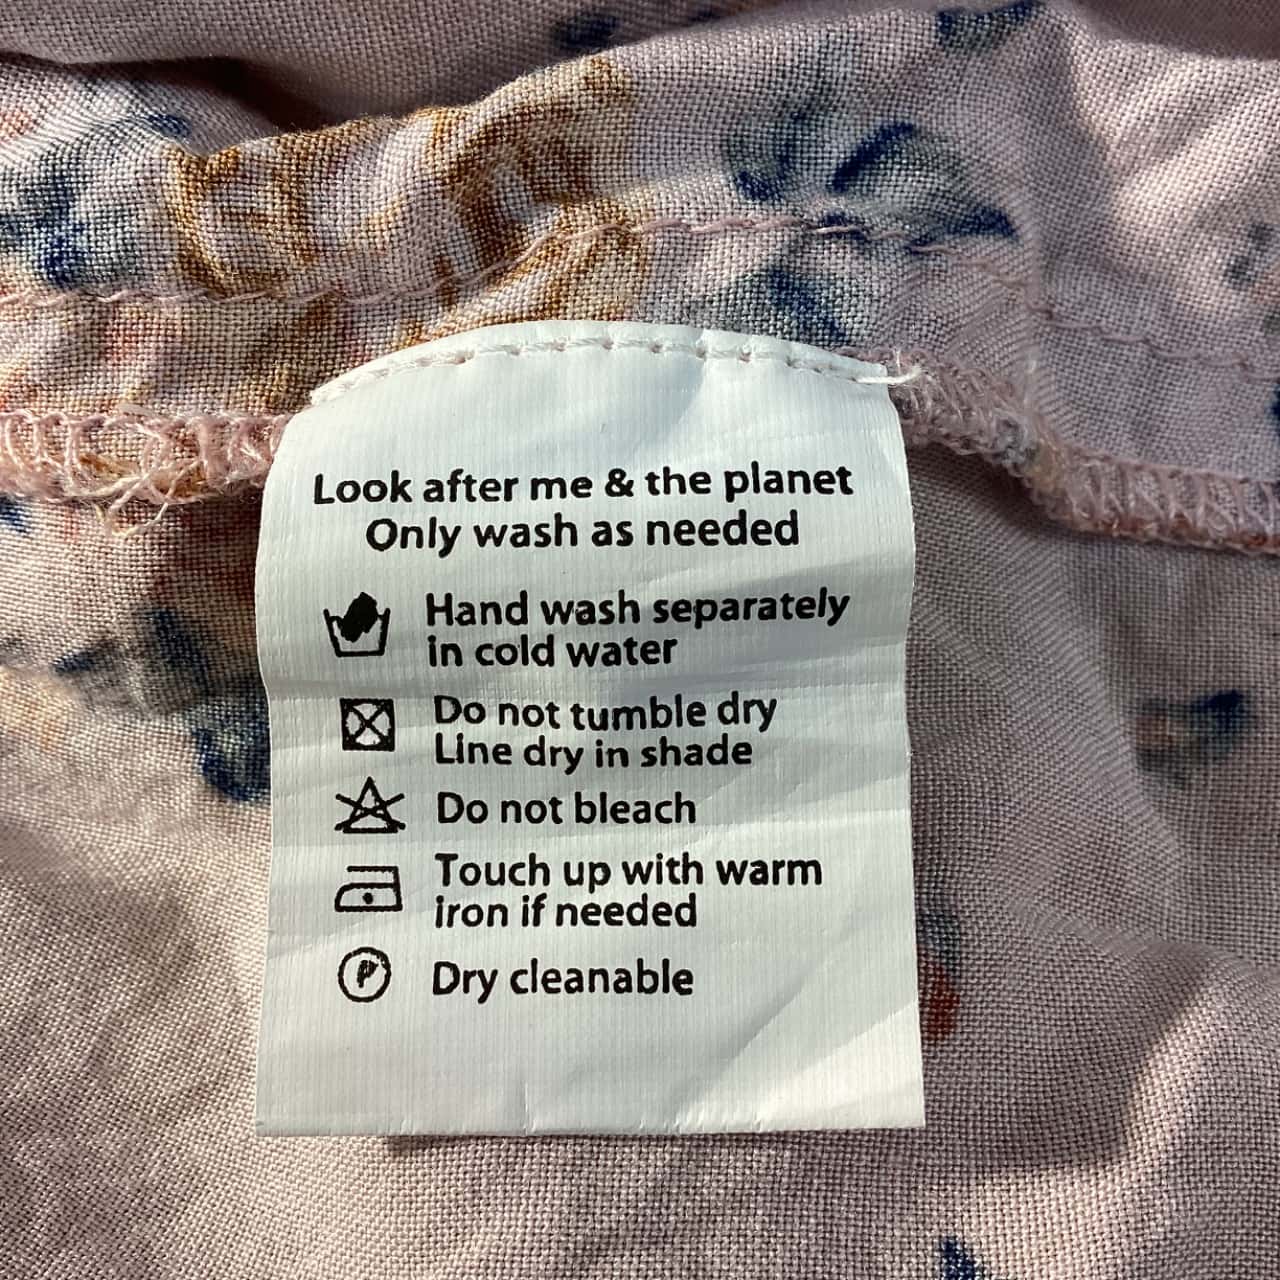 Look after me & the planet
Only wash as needed
Hand wash separately
in cold water
Do not tumble dry
Line dry in shade
Do not bleach
Touch up with warm
iron if needed
P Dry cleanable